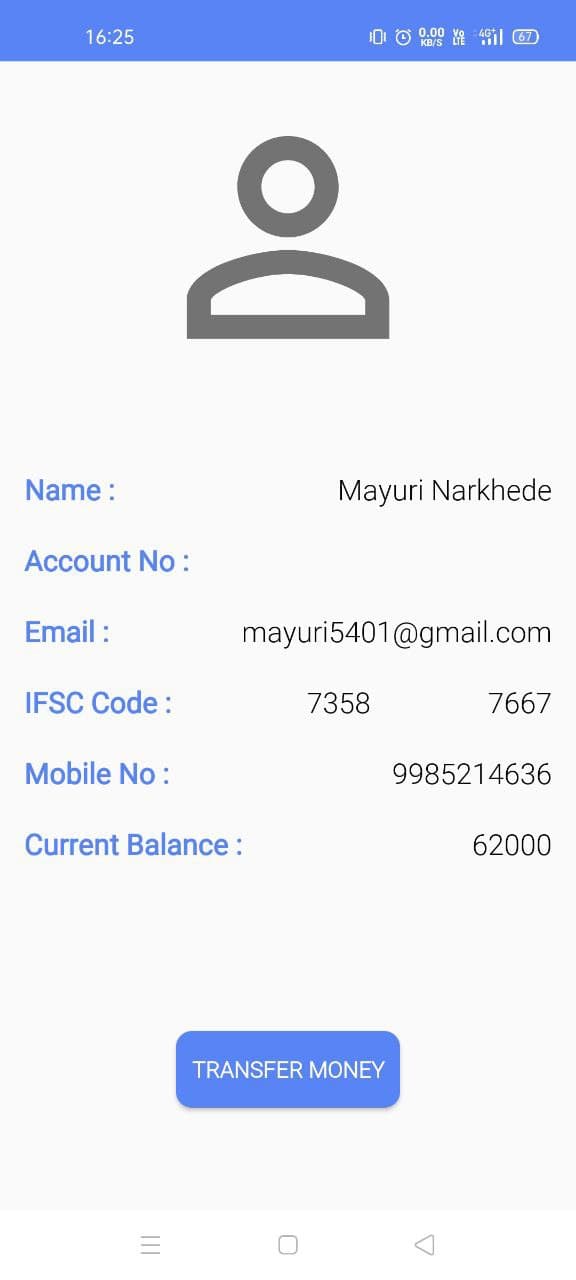 16:25 0.00 KB/S Vo LTE 4G+ 67
Name : Mayuri Narkhede
Account No :
Email : mayuri5401@gmail.com
IFSC Code : 7358 7667
Mobile No : 9985214636
Current Balance : 62000
TRANSFER MONEY